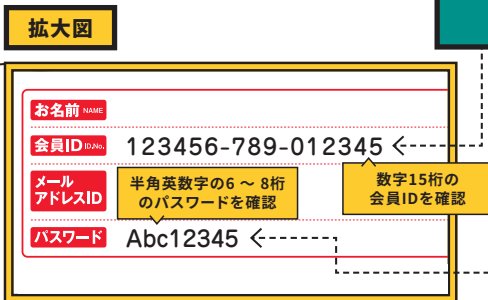 拡大図
お名前 NAME
会員ID ID.No.
123456-789-012345
数字15桁の
会員IDを確認
メール
アドレスID
半角英数字の6 ～ 8桁
のパスワードを確認
パスワード
Abc12345